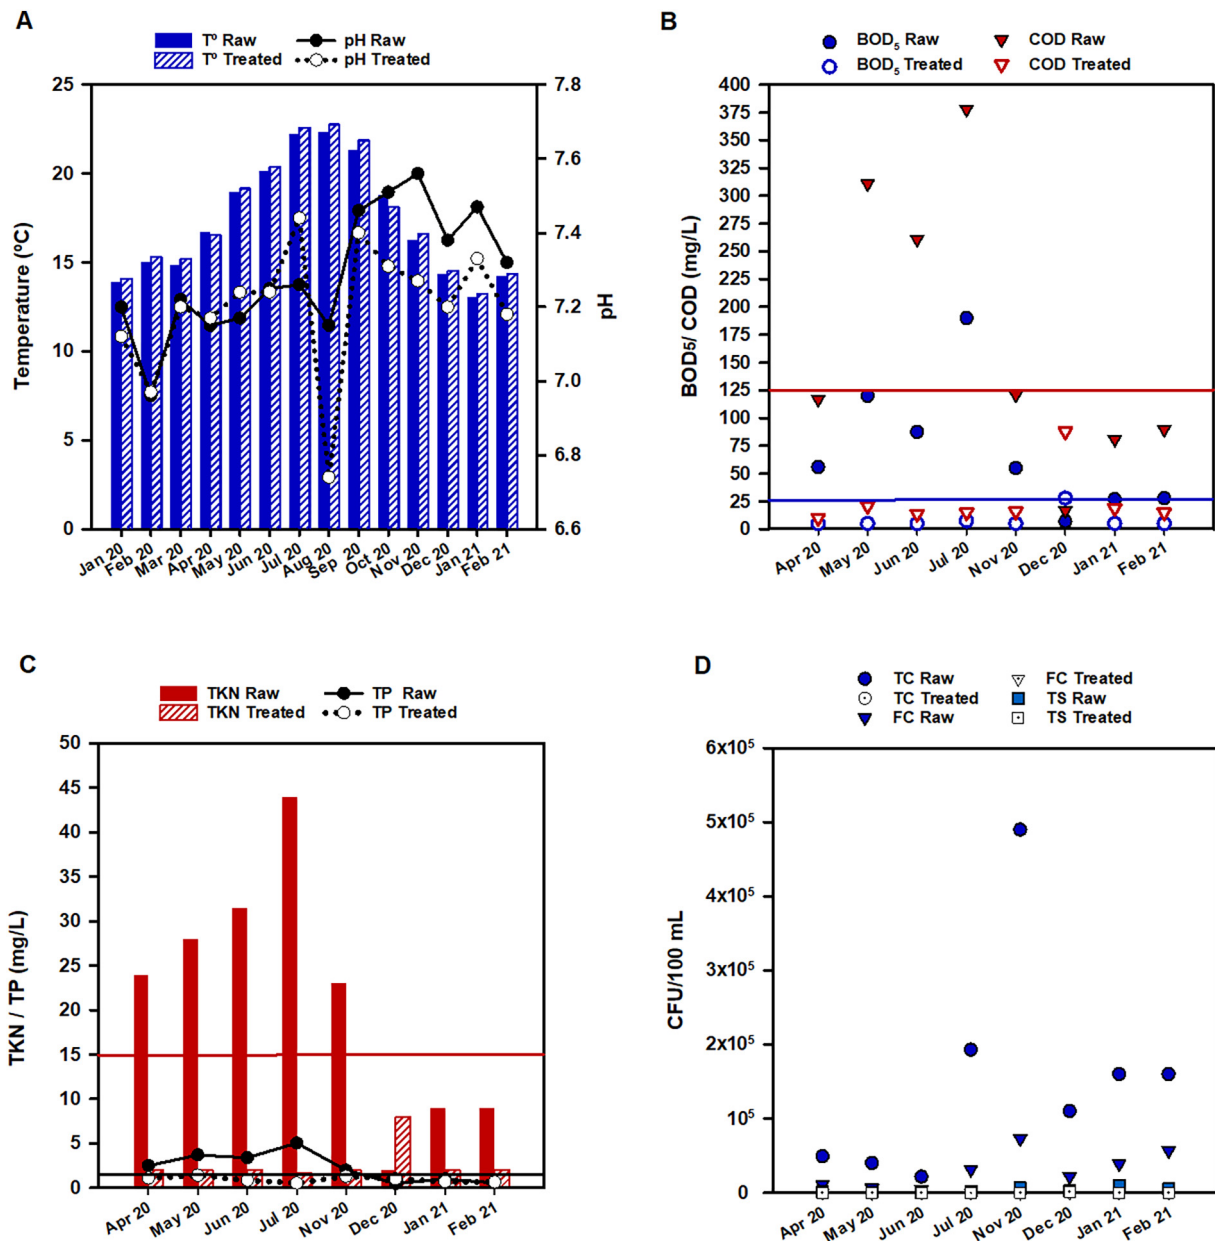 A
Tº Raw
pH Raw
Tº Treated
pH Treated
25
20
15
10
5
0
Temperature (ºC)
7.8
7.6
7.4
7.2
7.0
6.8
6.6
pH
Jan 20
Feb 20
Mar 20
Apr 20
May 20
Jun 20
Jul 20
Aug 20
Sep 20
Oct 20
Nov 20
Dec 20
Jan 21
Feb 21
B
BOD₅ Raw
COD Raw
BOD₅ Treated
COD Treated
400
375
350
325
300
275
250
225
200
175
150
125
100
75
50
25
0
BOD₅/ COD (mg/L)
Apr 20
May 20
Jun 20
Jul 20
Nov 20
Dec 20
Jan 21
Feb 21
C
TKN Raw
TP Raw
TKN Treated
TP Treated
50
45
40
35
30
25
20
15
10
5
0
TKN / TP (mg/L)
Apr 20
May 20
Jun 20
Jul 20
Nov 20
Dec 20
Jan 21
Feb 21
D
TC Raw
FC Treated
TC Treated
TS Raw
FC Raw
TS Treated
6x10⁵
5x10⁵
4x10⁵
3x10⁵
2x10⁵
10⁵
0
CFU/100 mL
Apr 20
May 20
Jun 20
Jul 20
Nov 20
Dec 20
Jan 21
Feb 21